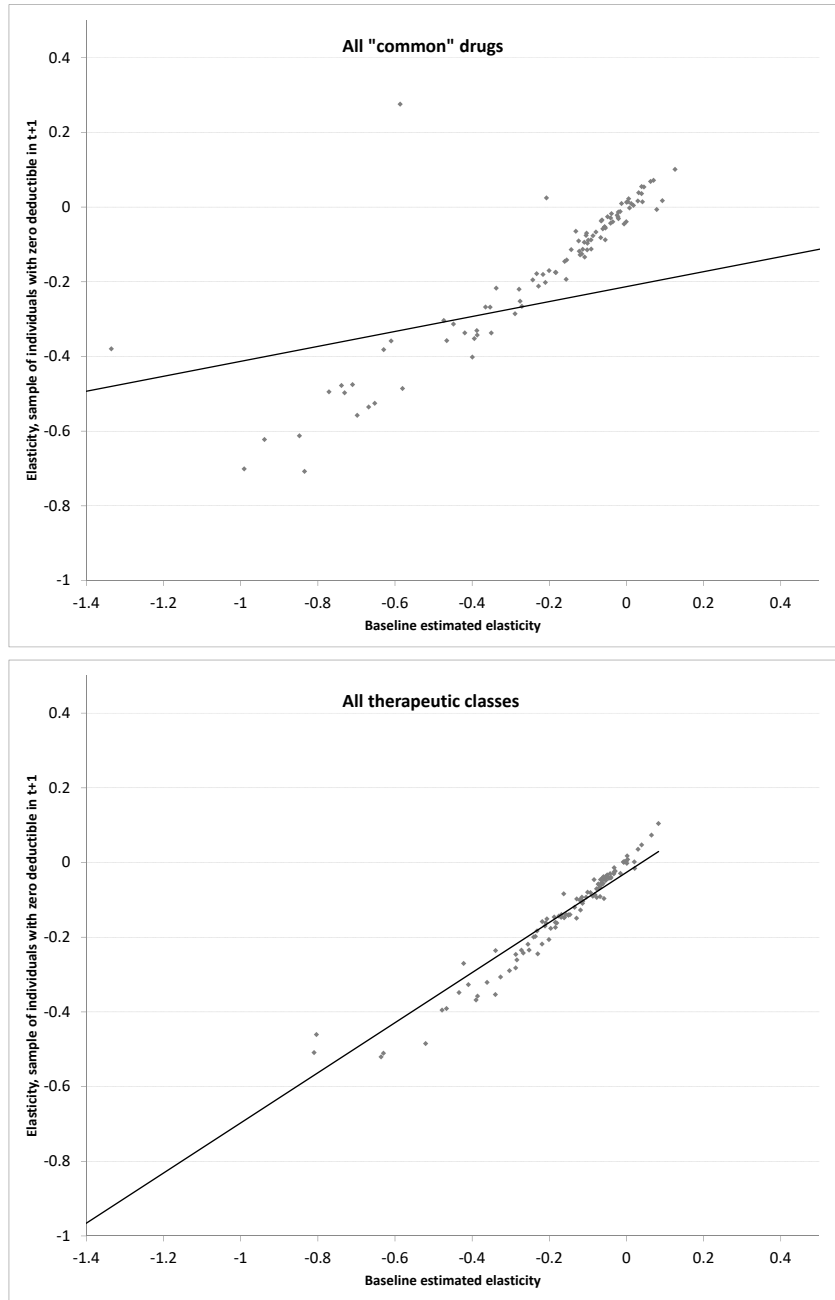 All "common" drugs
Elasticity, sample of individuals with zero deductible in t+1
0.4
0.2
0
-0.2
-0.4
-0.6
-0.8
-1
-1.4 -1.2 -1 -0.8 -0.6 -0.4 -0.2 0 0.2 0.4
Baseline estimated elasticity
All therapeutic classes
Elasticity, sample of individuals with zero deductible in t+1
0.4
0.2
0
-0.2
-0.4
-0.6
-0.8
-1
-1.4 -1.2 -1 -0.8 -0.6 -0.4 -0.2 0 0.2 0.4
Baseline estimated elasticity